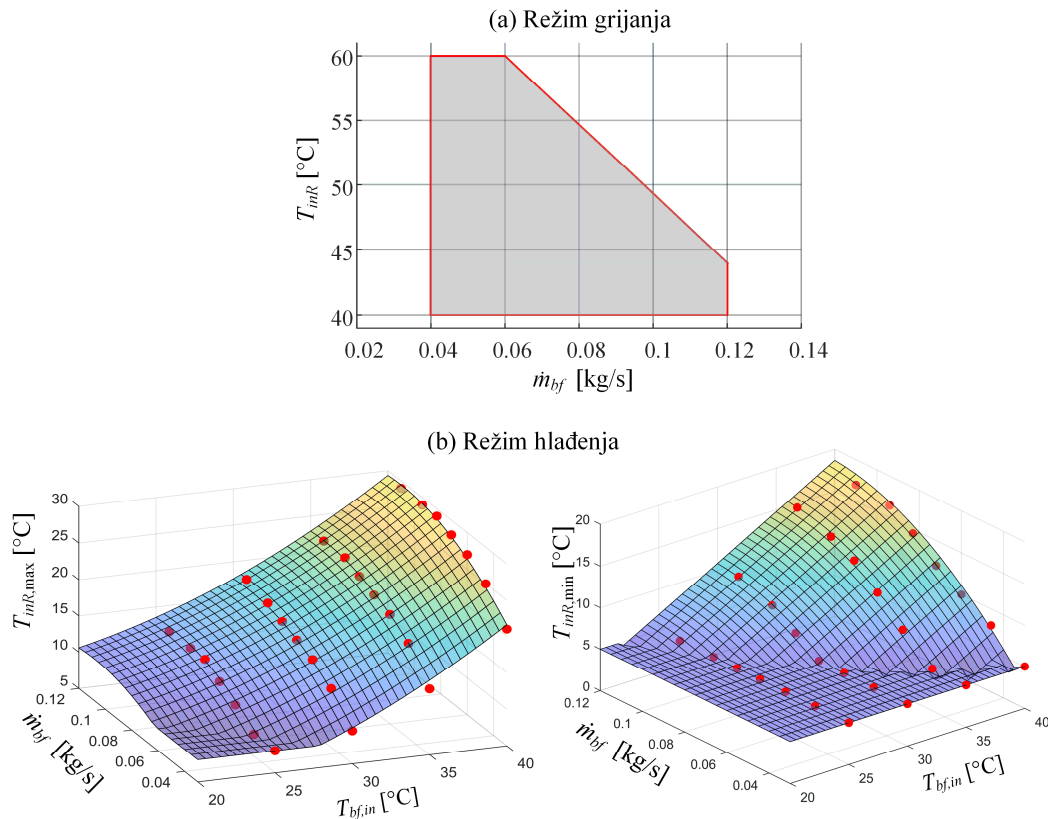 (a) Režim grijanja
60
55
50
45
40
T_inR [°C]
0.02 0.04 0.06 0.08 0.1 0.12 0.14
ṁ_bf [kg/s]
(b) Režim hlađenja
T_inR,max [°C]
30
25
20
15
10
5
0.12
0.1
0.08
0.06
0.04
ṁ_bf [kg/s]
20 25 30 35 40
T_bf,in [°C]
T_inR,min [°C]
20
15
10
5
0
0.12
0.1
0.08
0.06
0.04
ṁ_bf [kg/s]
20 25 30 35 40
T_bf,in [°C]